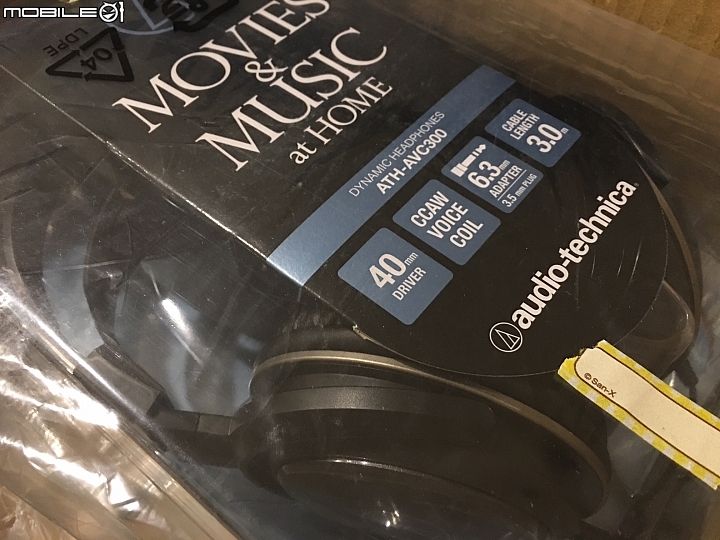 MOBILE01
04
LDPE
MOVIES
&
MUSIC
at HOME
DYNAMIC HEADPHONES
ATH-AVC300
40mm
DRIVER
CCAW
VOICE
COIL
6.3mm
ADAPTER
3.5 mm PLUG
CABLE
LENGTH
3.0m
audio-technica
© San-X